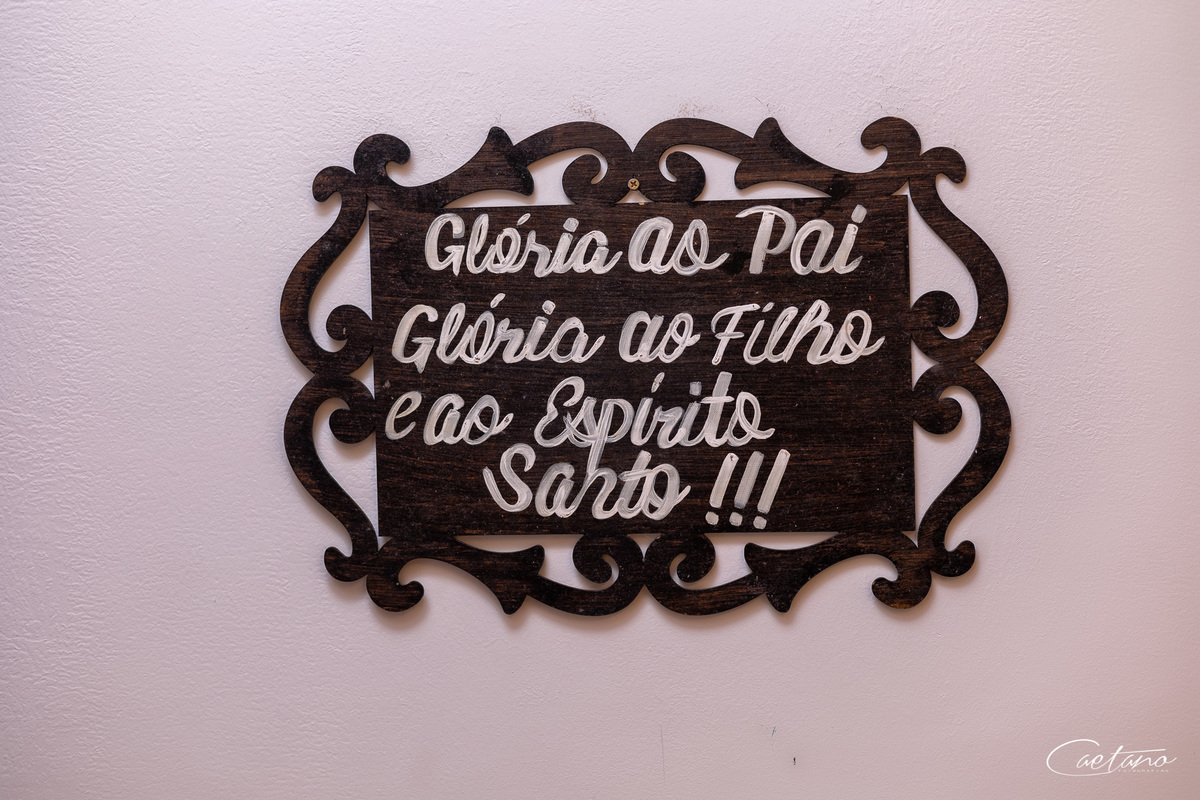 Glória ao Pai
Glória ao Filho
e ao Espírito
Santo !!!
Caetano